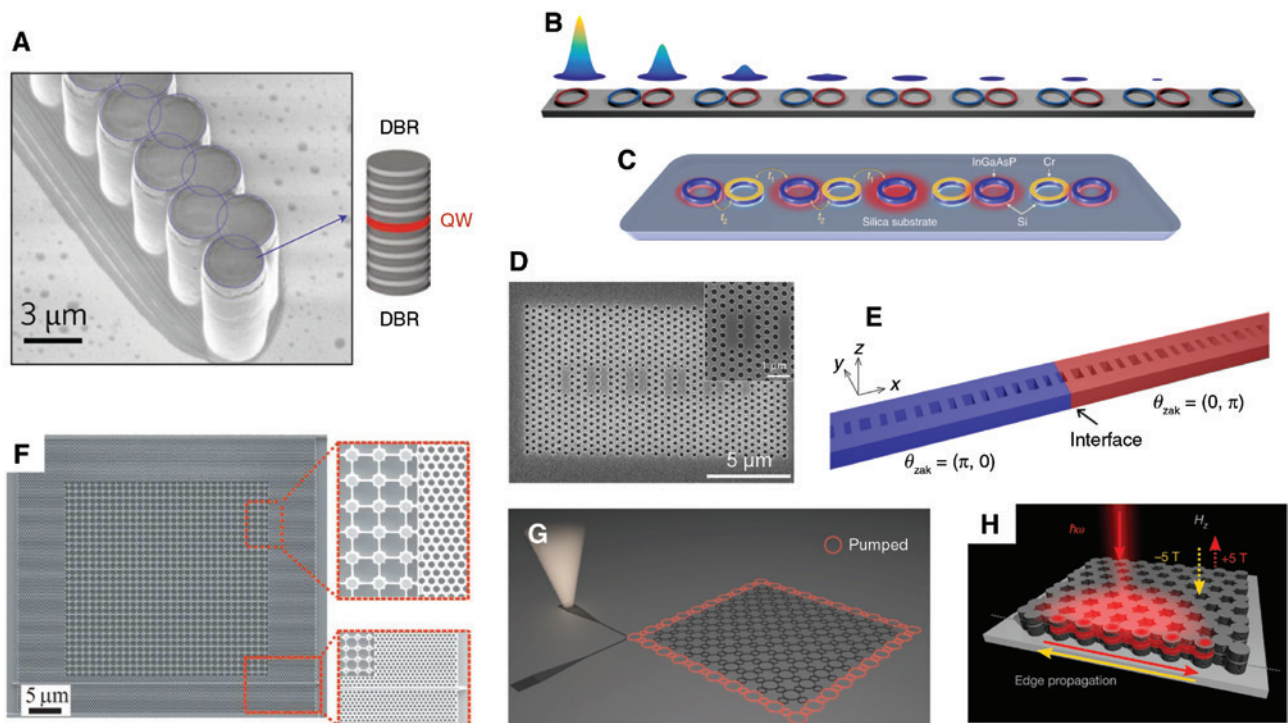 A
DBR
QW
DBR
3 μm
B
C
InGaAsP
Cr
t₁
t₁
t₂
t₂
Silica substrate
Si
D
1 μm
5 μm
E
z
y
x
θzak = (0, π)
Interface
θzak = (π, 0)
F
5 μm
G
Pumped
H
ℏω
Hz
−5 T
+5 T
Edge propagation